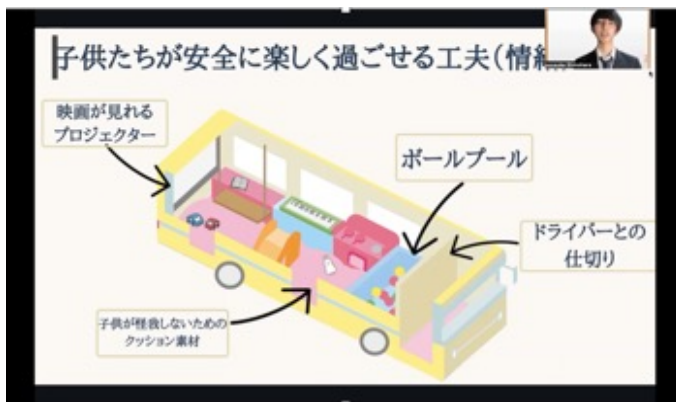 子供たちが安全に楽しく過ごせる工夫(情
映画が見れる
プロジェクター
ボールプール
ドライバーとの
仕切り
子供が怪我しないための
クッション素材